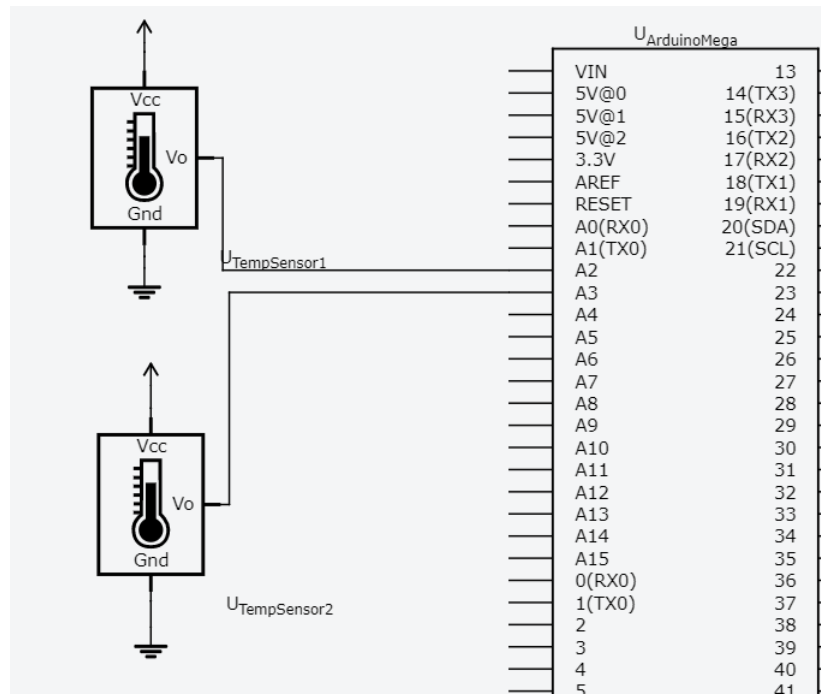 U_ArduinoMega
Vcc
Vo
Gnd
U_TempSensor1
Vcc
Vo
Gnd
U_TempSensor2
VIN 13
5V@0 14(TX3)
5V@1 15(RX3)
5V@2 16(TX2)
3.3V 17(RX2)
AREF 18(TX1)
RESET 19(RX1)
A0(RX0) 20(SDA)
A1(TX0) 21(SCL)
A2 22
A3 23
A4 24
A5 25
A6 26
A7 27
A8 28
A9 29
A10 30
A11 31
A12 32
A13 33
A14 34
A15 35
0(RX0) 36
1(TX0) 37
2 38
3 39
4 40
5 41